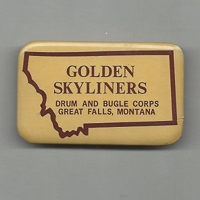 GOLDEN
SKYLINERS
DRUM AND BUGLE CORPS
GREAT FALLS, MONTANA